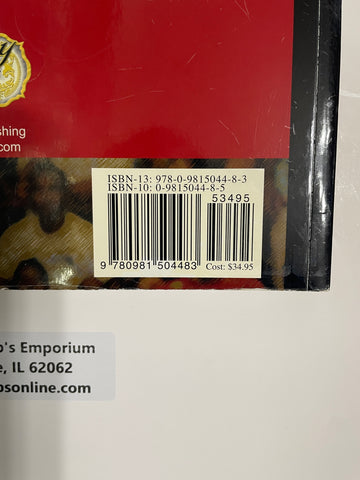 y
shing
com
ISBN-13: 978-0-9815044-8-3
ISBN-10: 0-9815044-8-5
53495
9 780981 504483
Cost: $34.95
's Emporium
, IL 62062
psonline.com